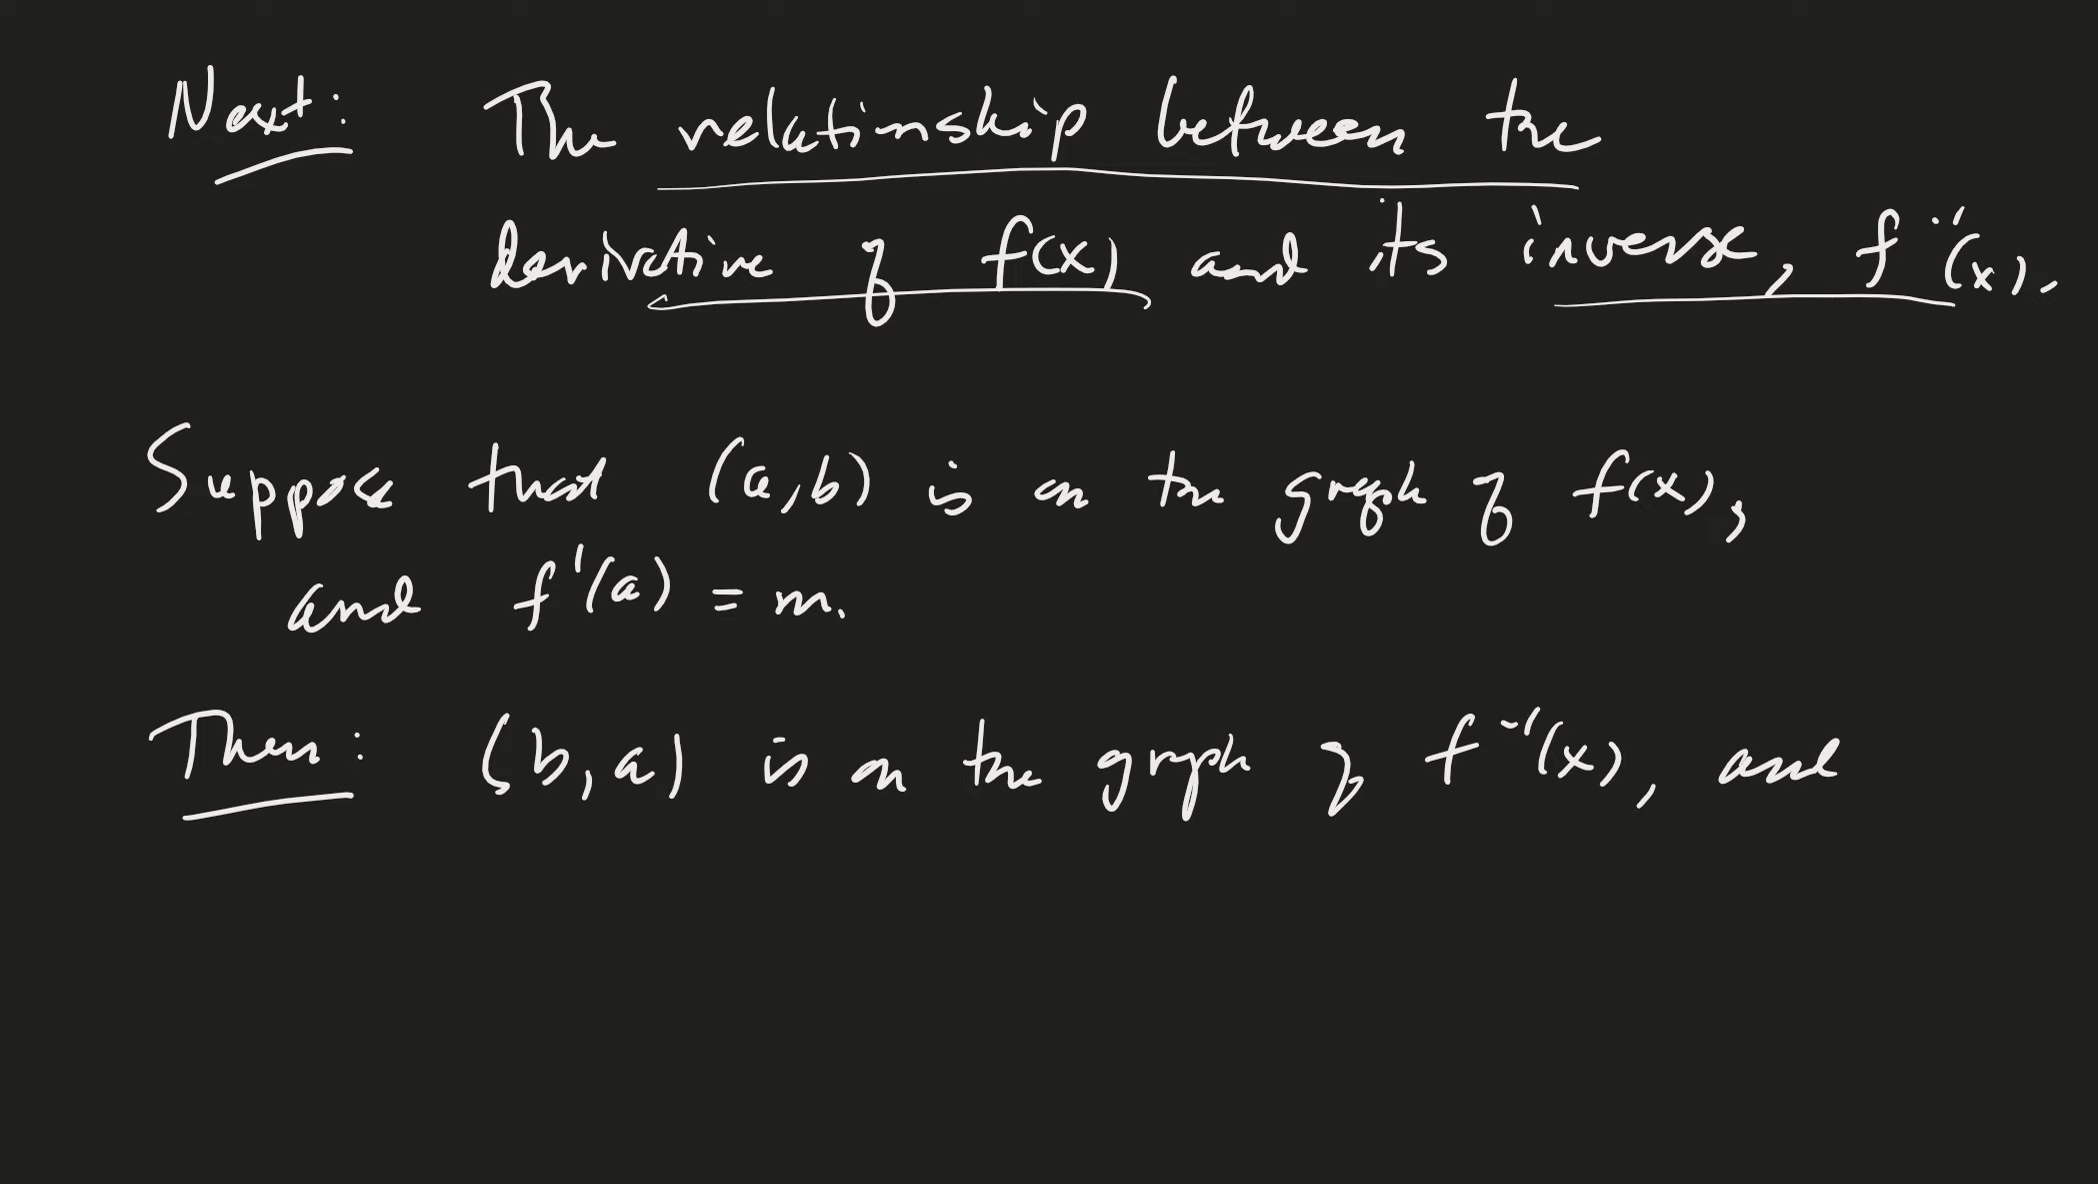 Next: The relationship between the
derivative of f(x) and its inverse, f⁻¹(x).
Suppose that (a,b) is on the graph of f(x),
and f'(a) = m.
Then: (b,a) is on the graph of f⁻¹(x), and